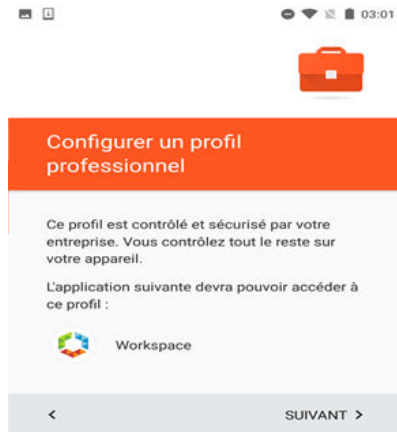 03:01
Configurer un profil
professionnel
Ce profil est contrôlé et sécurisé par votre
entreprise. Vous contrôlez tout le reste sur
votre appareil.
L'application suivante devra pouvoir accéder à
ce profil :
Workspace
< SUIVANT >